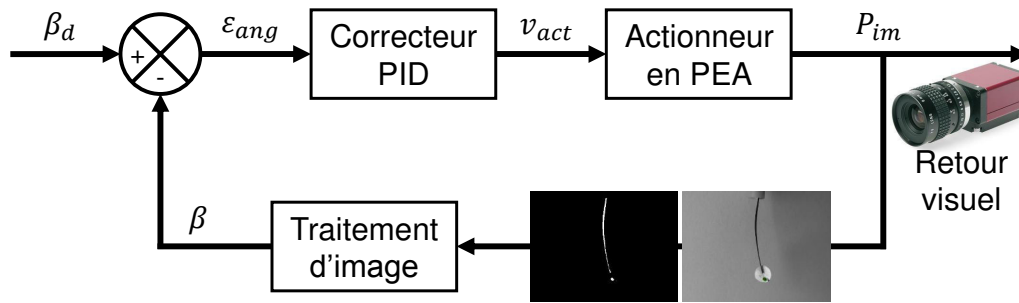 β_d
+
-
ε_ang
Correcteur
PID
v_act
Actionneur
en PEA
P_im
Retour
visuel
β
Traitement
d'image